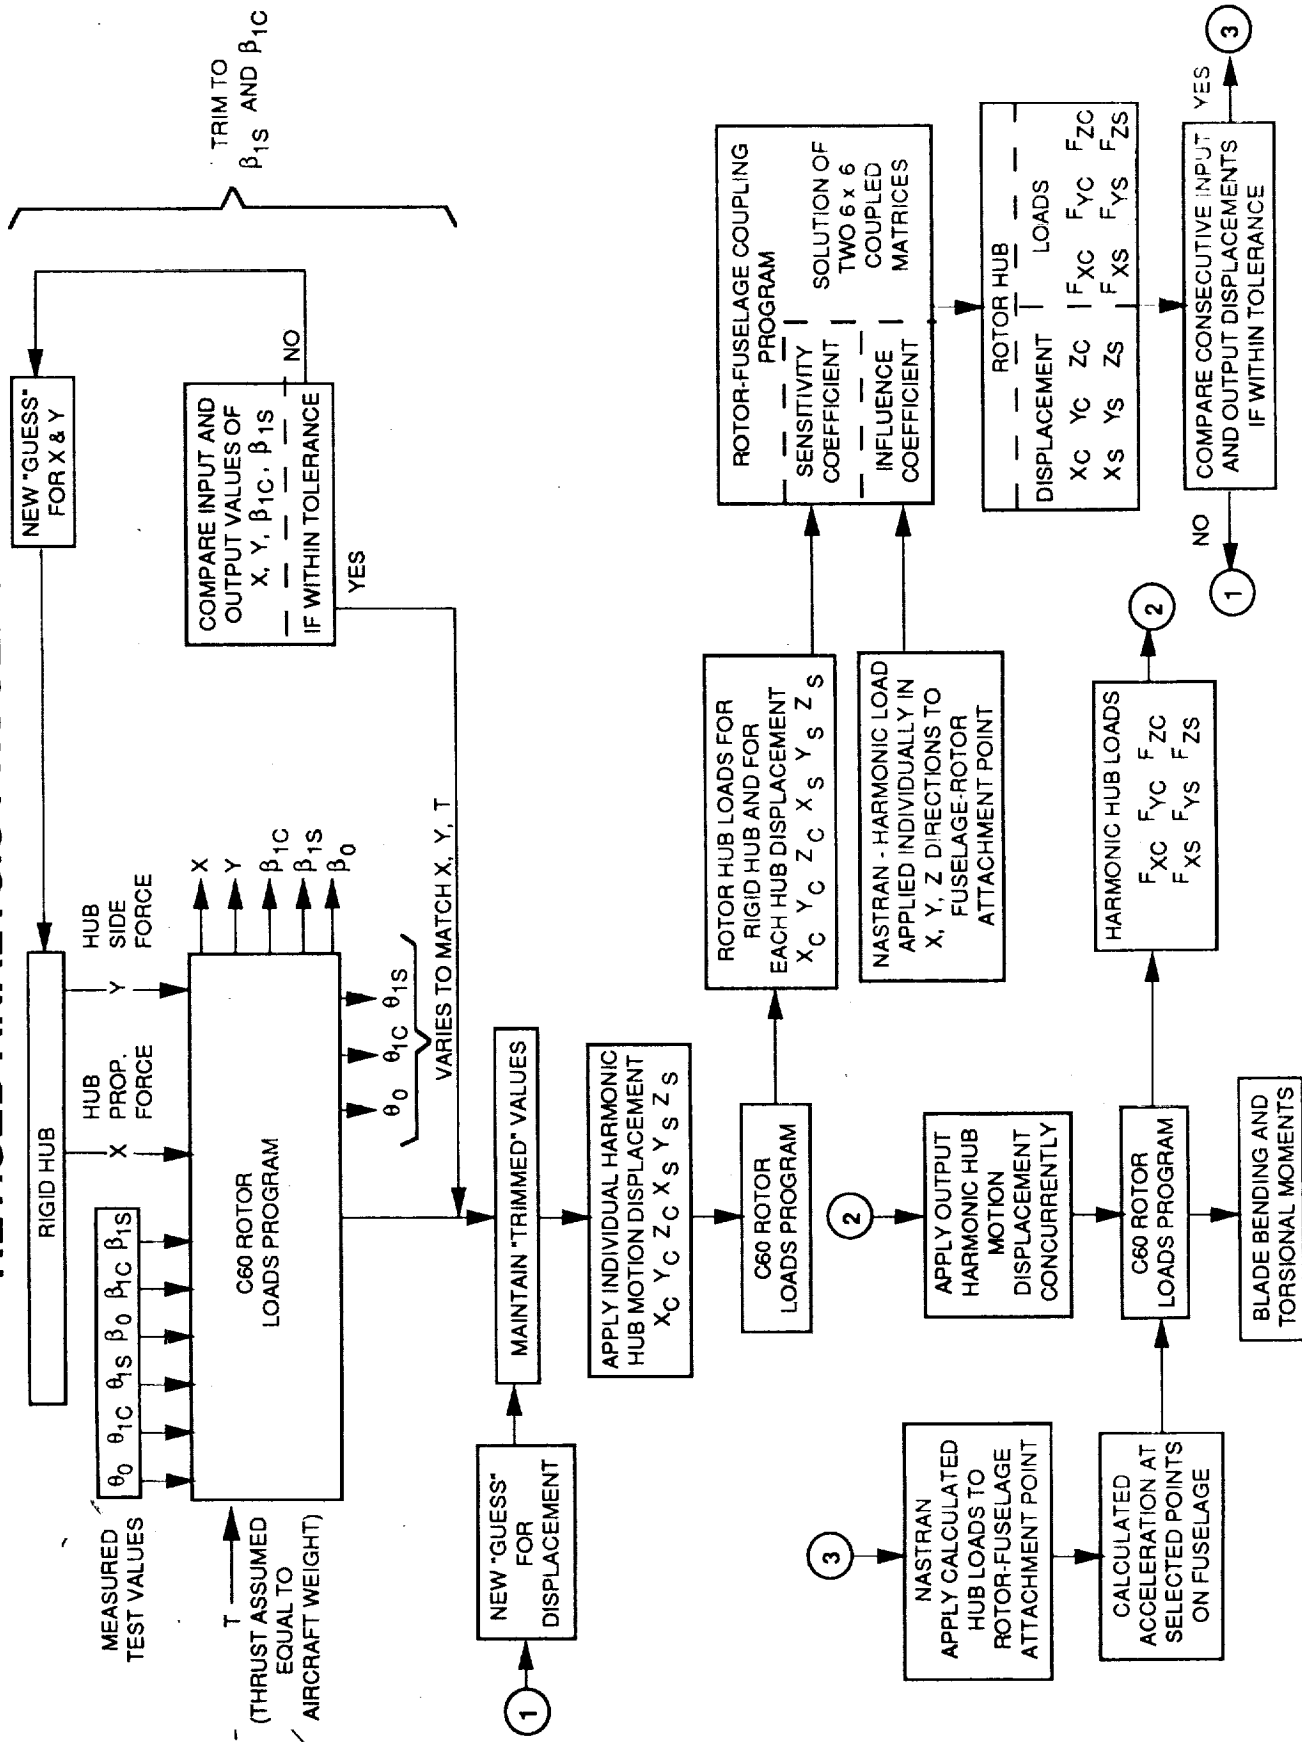 RIGID HUB
NEW "GUESS"
FOR X & Y
MEASURED
TEST VALUES
θ0 θ1C θ1S β0 β1C β1S
X
HUB
PROP.
FORCE
Y
HUB
SIDE
FORCE
TRIM TO
β1S AND β1C
T
(THRUST ASSUMED
EQUAL TO
AIRCRAFT WEIGHT)
C60 ROTOR
LOADS PROGRAM
X
Y
β1C
β1S
β0
COMPARE INPUT AND
OUTPUT VALUES OF
X, Y, β1C, β1S
IF WITHIN TOLERANCE
NO
YES
θ0 θ1C θ1S
VARIES TO MATCH X, Y, T
1
NEW "GUESS"
FOR
DISPLACEMENT
MAINTAIN "TRIMMED" VALUES
APPLY INDIVIDUAL HARMONIC
HUB MOTION DISPLACEMENT
XC YC ZC XS YS ZS
C60 ROTOR
LOADS PROGRAM
ROTOR HUB LOADS FOR
RIGID HUB AND FOR
EACH HUB DISPLACEMENT
XC YC ZC XS YS ZS
NASTRAN - HARMONIC LOAD
APPLIED INDIVIDUALLY IN
X, Y, Z DIRECTIONS TO
FUSELAGE-ROTOR
ATTACHMENT POINT
ROTOR-FUSELAGE COUPLING
PROGRAM
SENSITIVITY
COEFFICIENT
INFLUENCE
COEFFICIENT
SOLUTION OF
TWO 6 x 6
COUPLED
MATRICES
ROTOR HUB
DISPLACEMENT
XC YC ZC
XS YS ZS
LOADS
FXC FYC FZC
FXS FYS FZS
COMPARE CONSECUTIVE INPUT
AND OUTPUT DISPLACEMENTS
IF WITHIN TOLERANCE
NO
1
YES
3
3
NASTRAN
APPLY CALCULATED
HUB LOADS TO
ROTOR-FUSELAGE
ATTACHMENT POINT
CALCULATED
ACCELERATION AT
SELECTED POINTS
ON FUSELAGE
2
APPLY OUTPUT
HARMONIC HUB
MOTION
DISPLACEMENT
CONCURRENTLY
C60 ROTOR
LOADS PROGRAM
HARMONIC HUB LOADS
FXC FYC FZC
FXS FYS FZS
2
BLADE BENDING AND
TORSIONAL MOMENTS